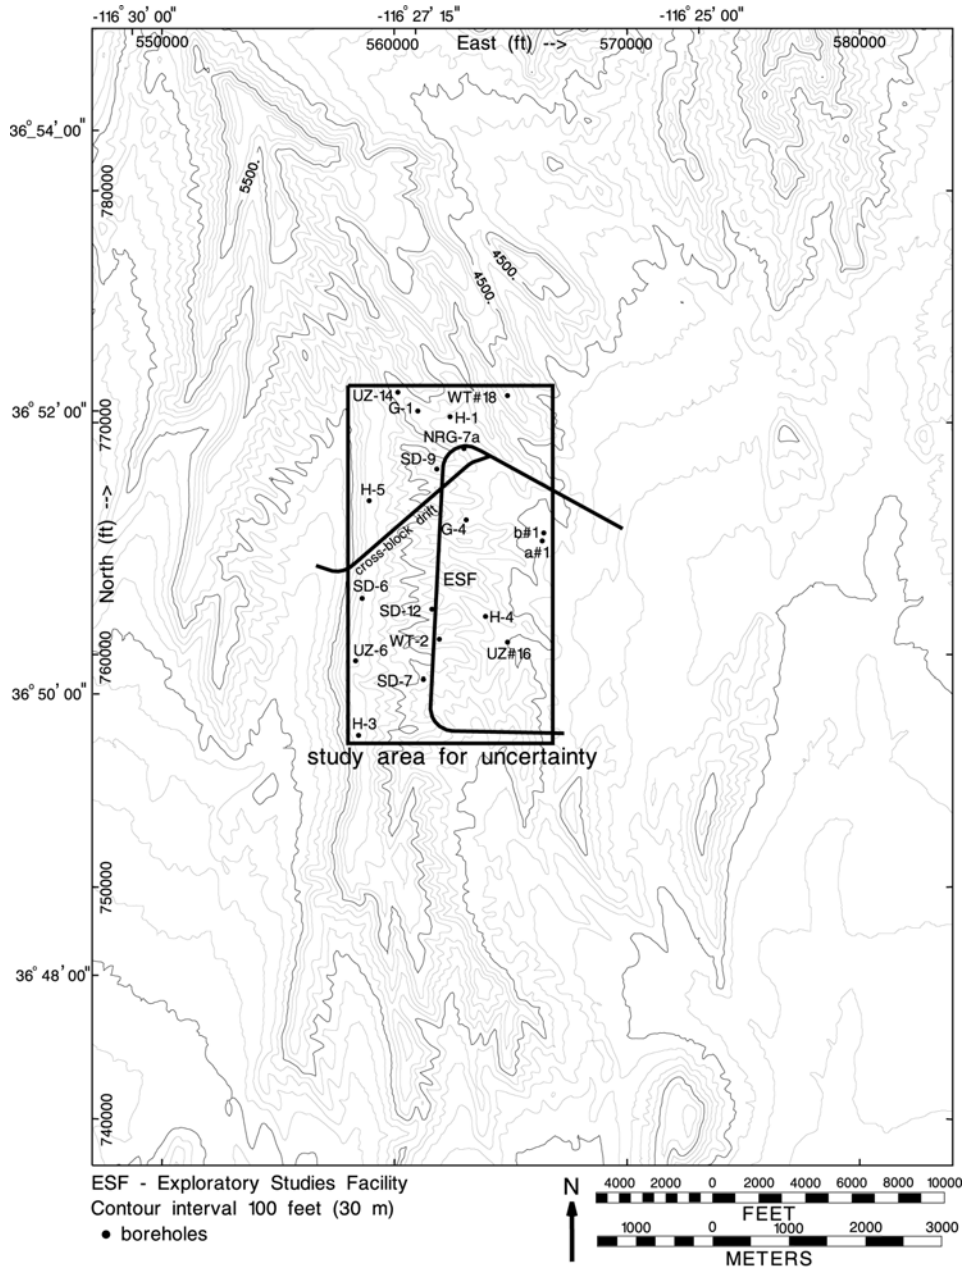 -116° 30' 00" -116° 27' 15" -116° 25' 00"
550000 560000 East (ft) --> 570000 580000
36° 54' 00"
780000
5500.
4500.
4500.
36° 52' 00"
770000
UZ-14 WT#18
G-1 H-1
NRG-7a
SD-9
H-5
cross-block drift
G-4 b#1
a#1
North (ft) -->
ESF
SD-6
SD-12 H-4
WT-2
UZ-6 UZ#16
760000
SD-7
36° 50' 00"
H-3
study area for uncertainty
750000
36° 48' 00"
740000
ESF - Exploratory Studies Facility
Contour interval 100 feet (30 m)
boreholes
N
4000 2000 0 2000 4000 6000 8000 10000
FEET
1000 0 1000 2000 3000
METERS